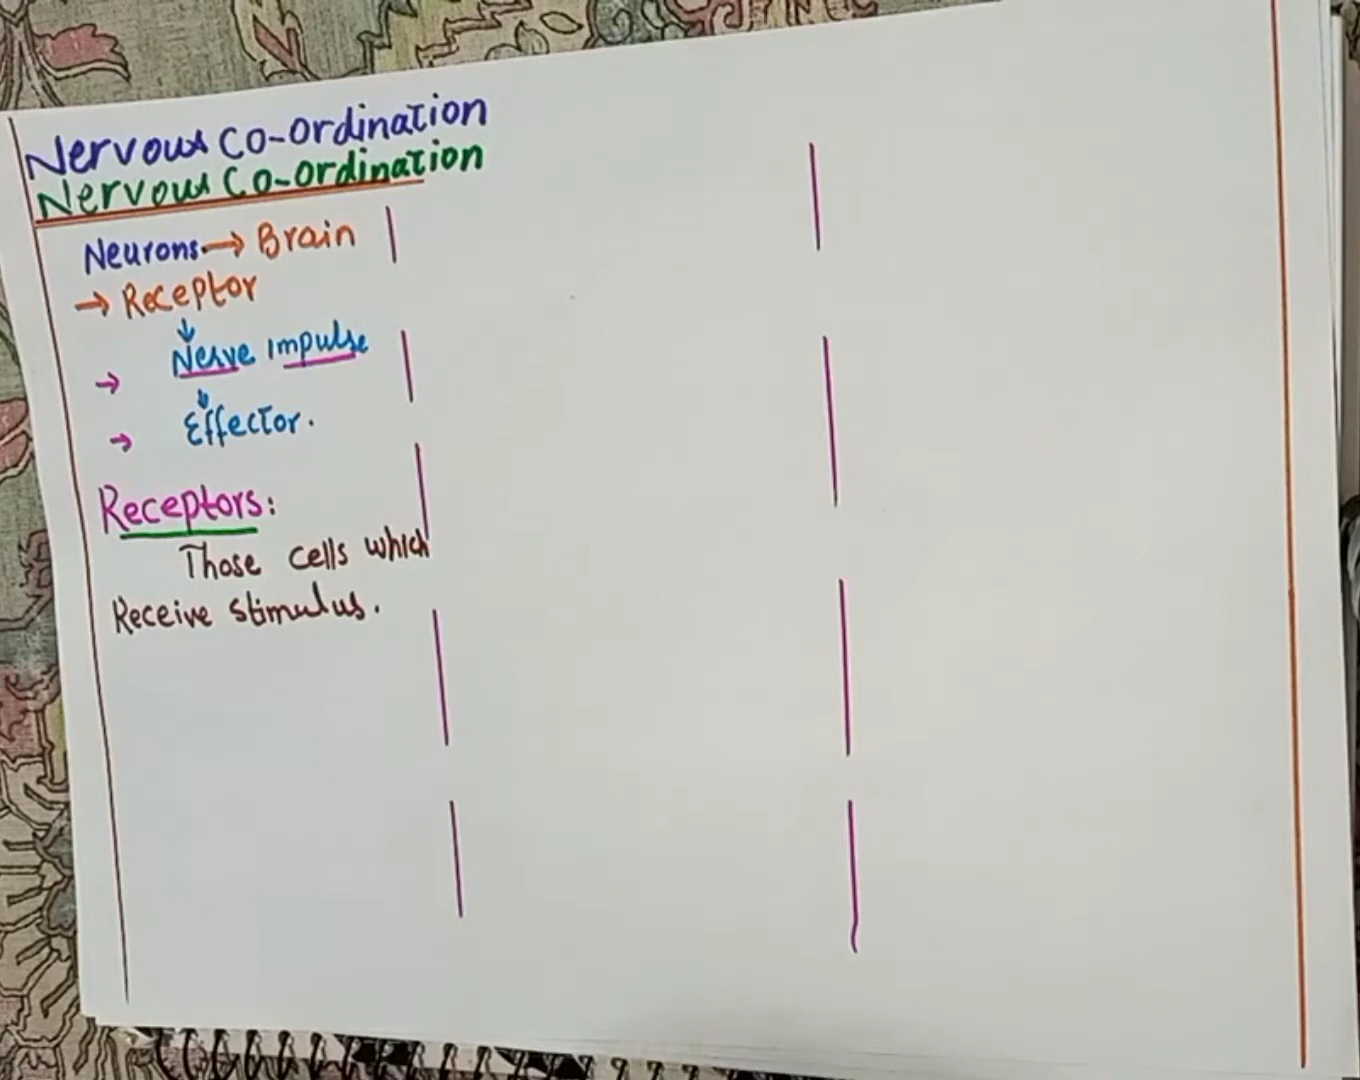 Nervous Co-ordination
Nervous Co-ordination
Neurons → Brain
→ Receptor
↓
→ Nerve Impulse
↓
→ Effector.
Receptors:
Those cells which
Receive stimulus.